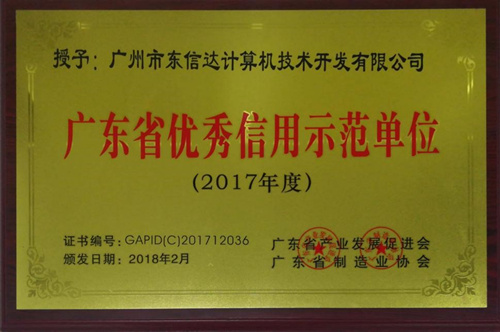 授予：广州市东信达计算机技术开发有限公司
广东省优秀信用示范单位
(2017年度)
证书编号：GAPID(C)201712036
颁发日期：2018年2月
广东省产业发展促进会
广东省制造业协会